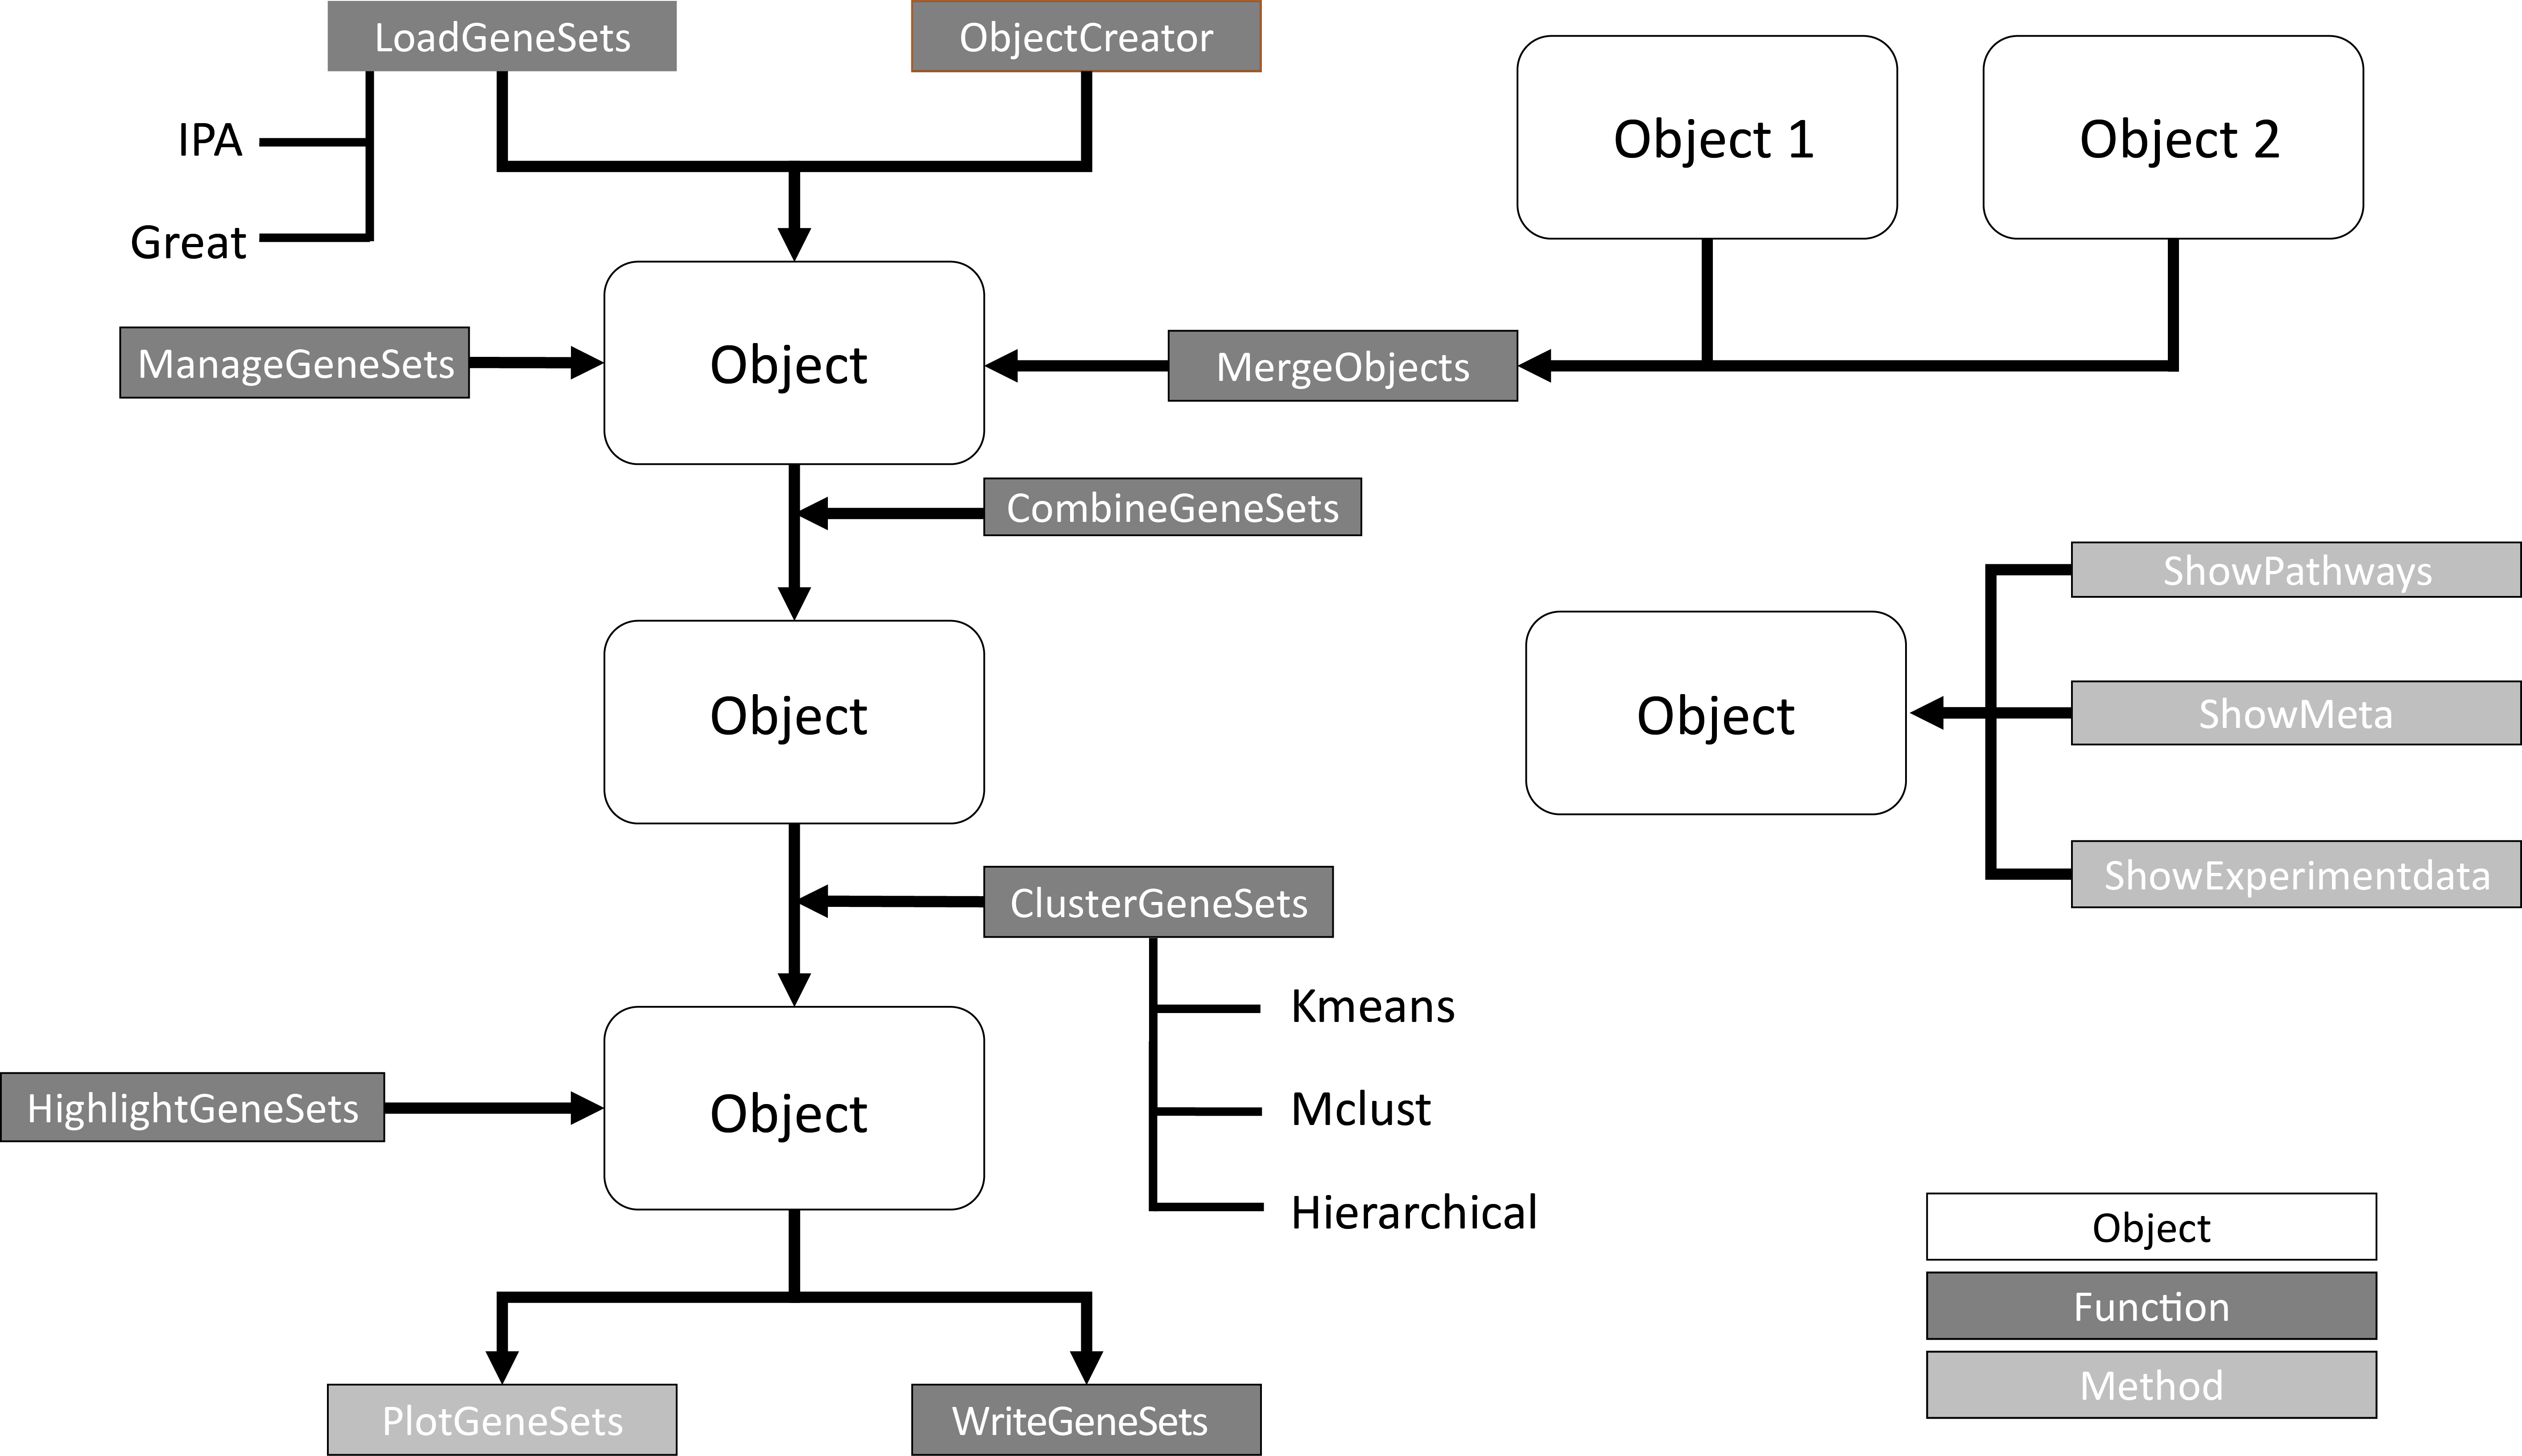 LoadGeneSets
ObjectCreator
IPA
Great
Object 1
Object 2
ManageGeneSets
Object
MergeObjects
CombineGeneSets
Object
Object
ShowPathways
ShowMeta
ShowExperimentdata
ClusterGeneSets
Kmeans
Mclust
Hierarchical
HighlightGeneSets
Object
PlotGeneSets
WriteGeneSets
Object
Function
Method